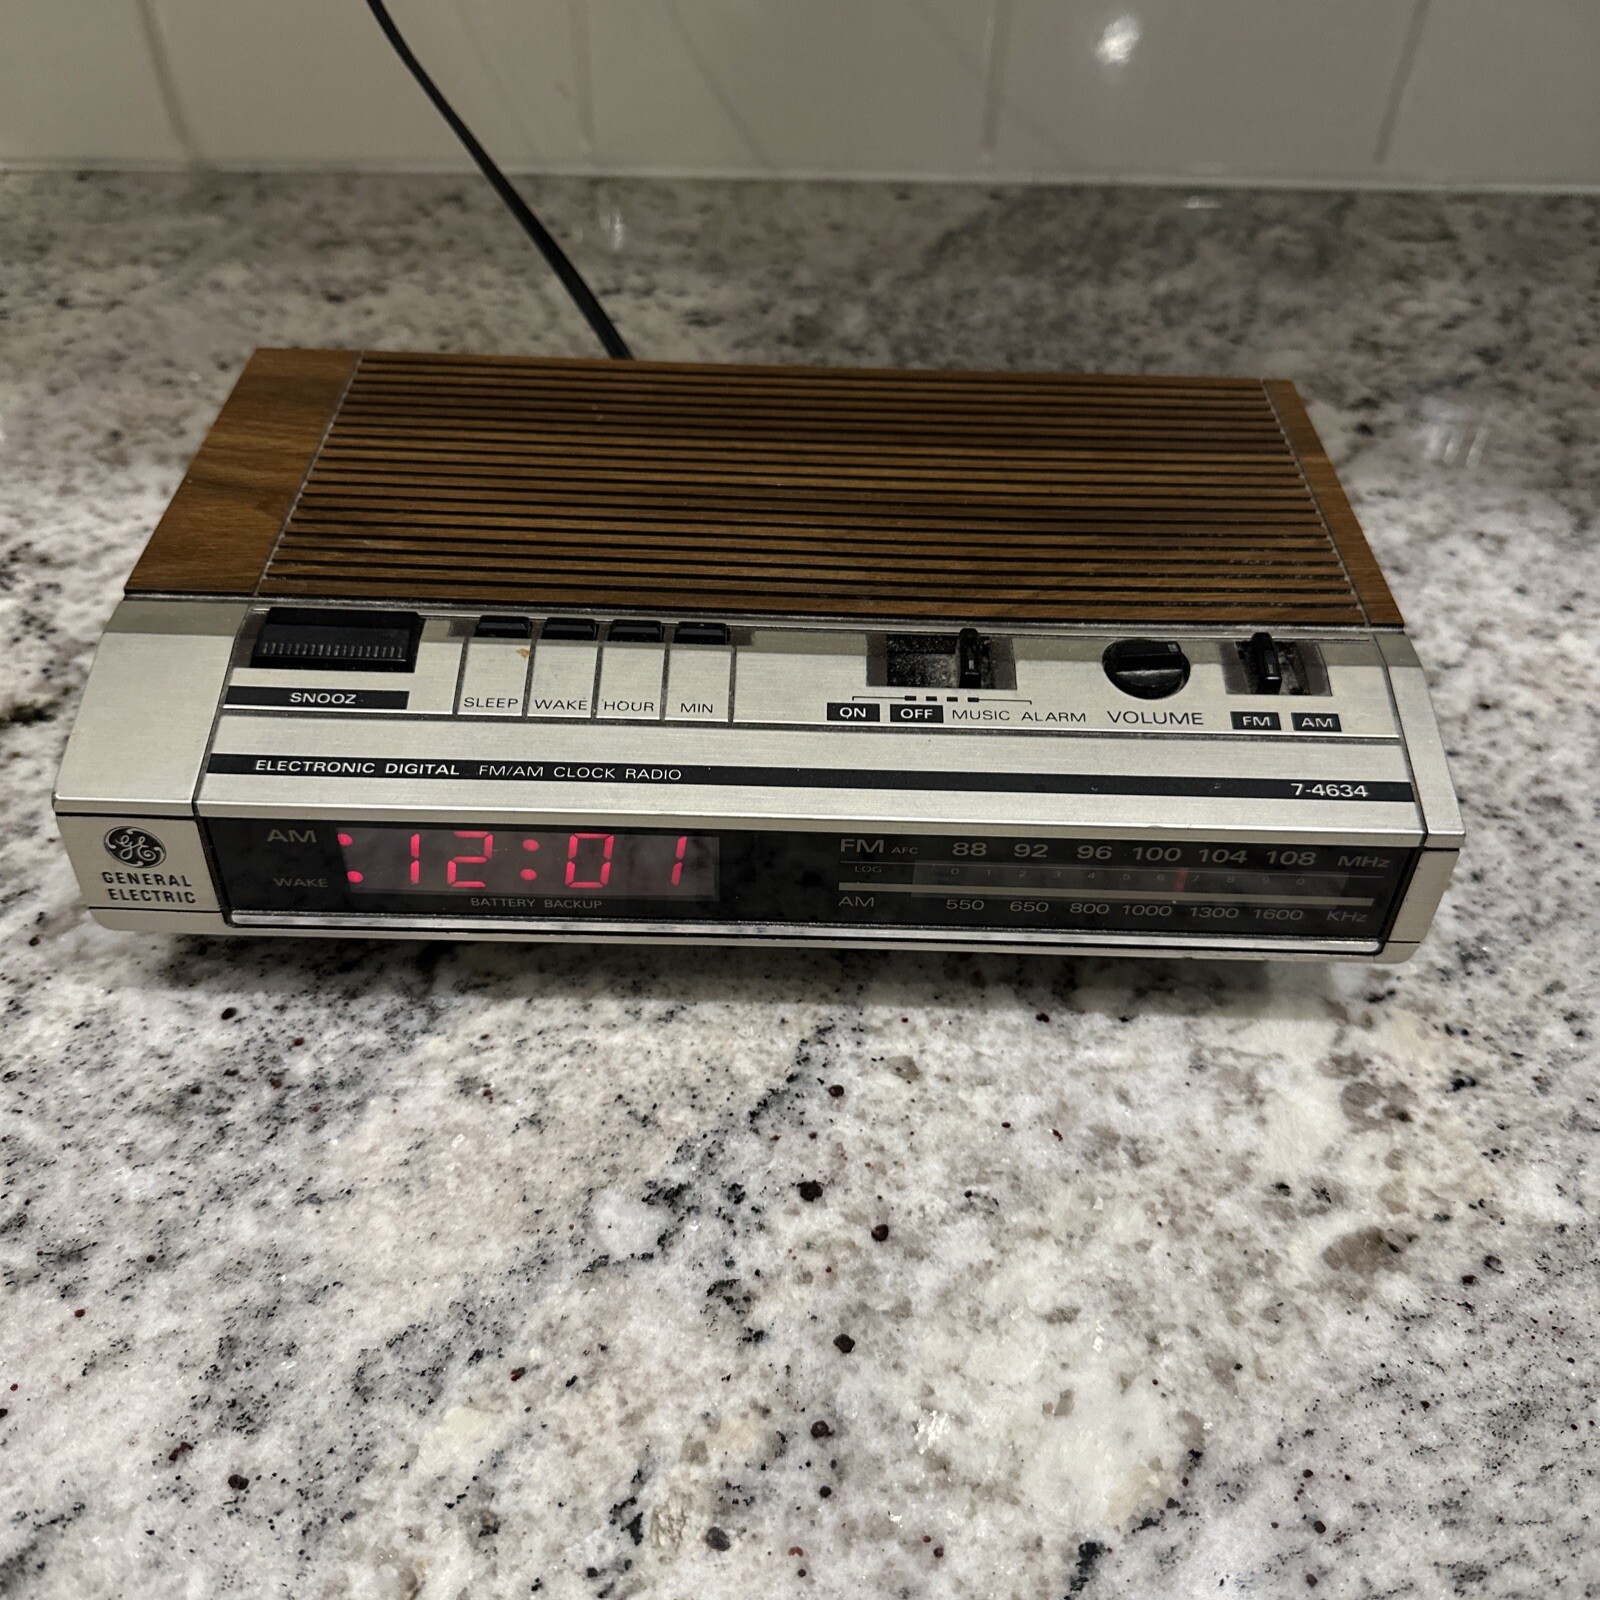 SNOOZ
SLEEP WAKE HOUR MIN
ON OFF MUSIC ALARM VOLUME FM AM
ELECTRONIC DIGITAL FM/AM CLOCK RADIO
7-4634
GE
GENERAL
ELECTRIC
AM
12:01
WAKE
BATTERY BACKUP
FM AFC 88 92 96 100 104 108 MHz
LOG 0 1 2 3 4 5 6 7 8 9 0
AM 550 650 800 1000 1300 1600 KHz